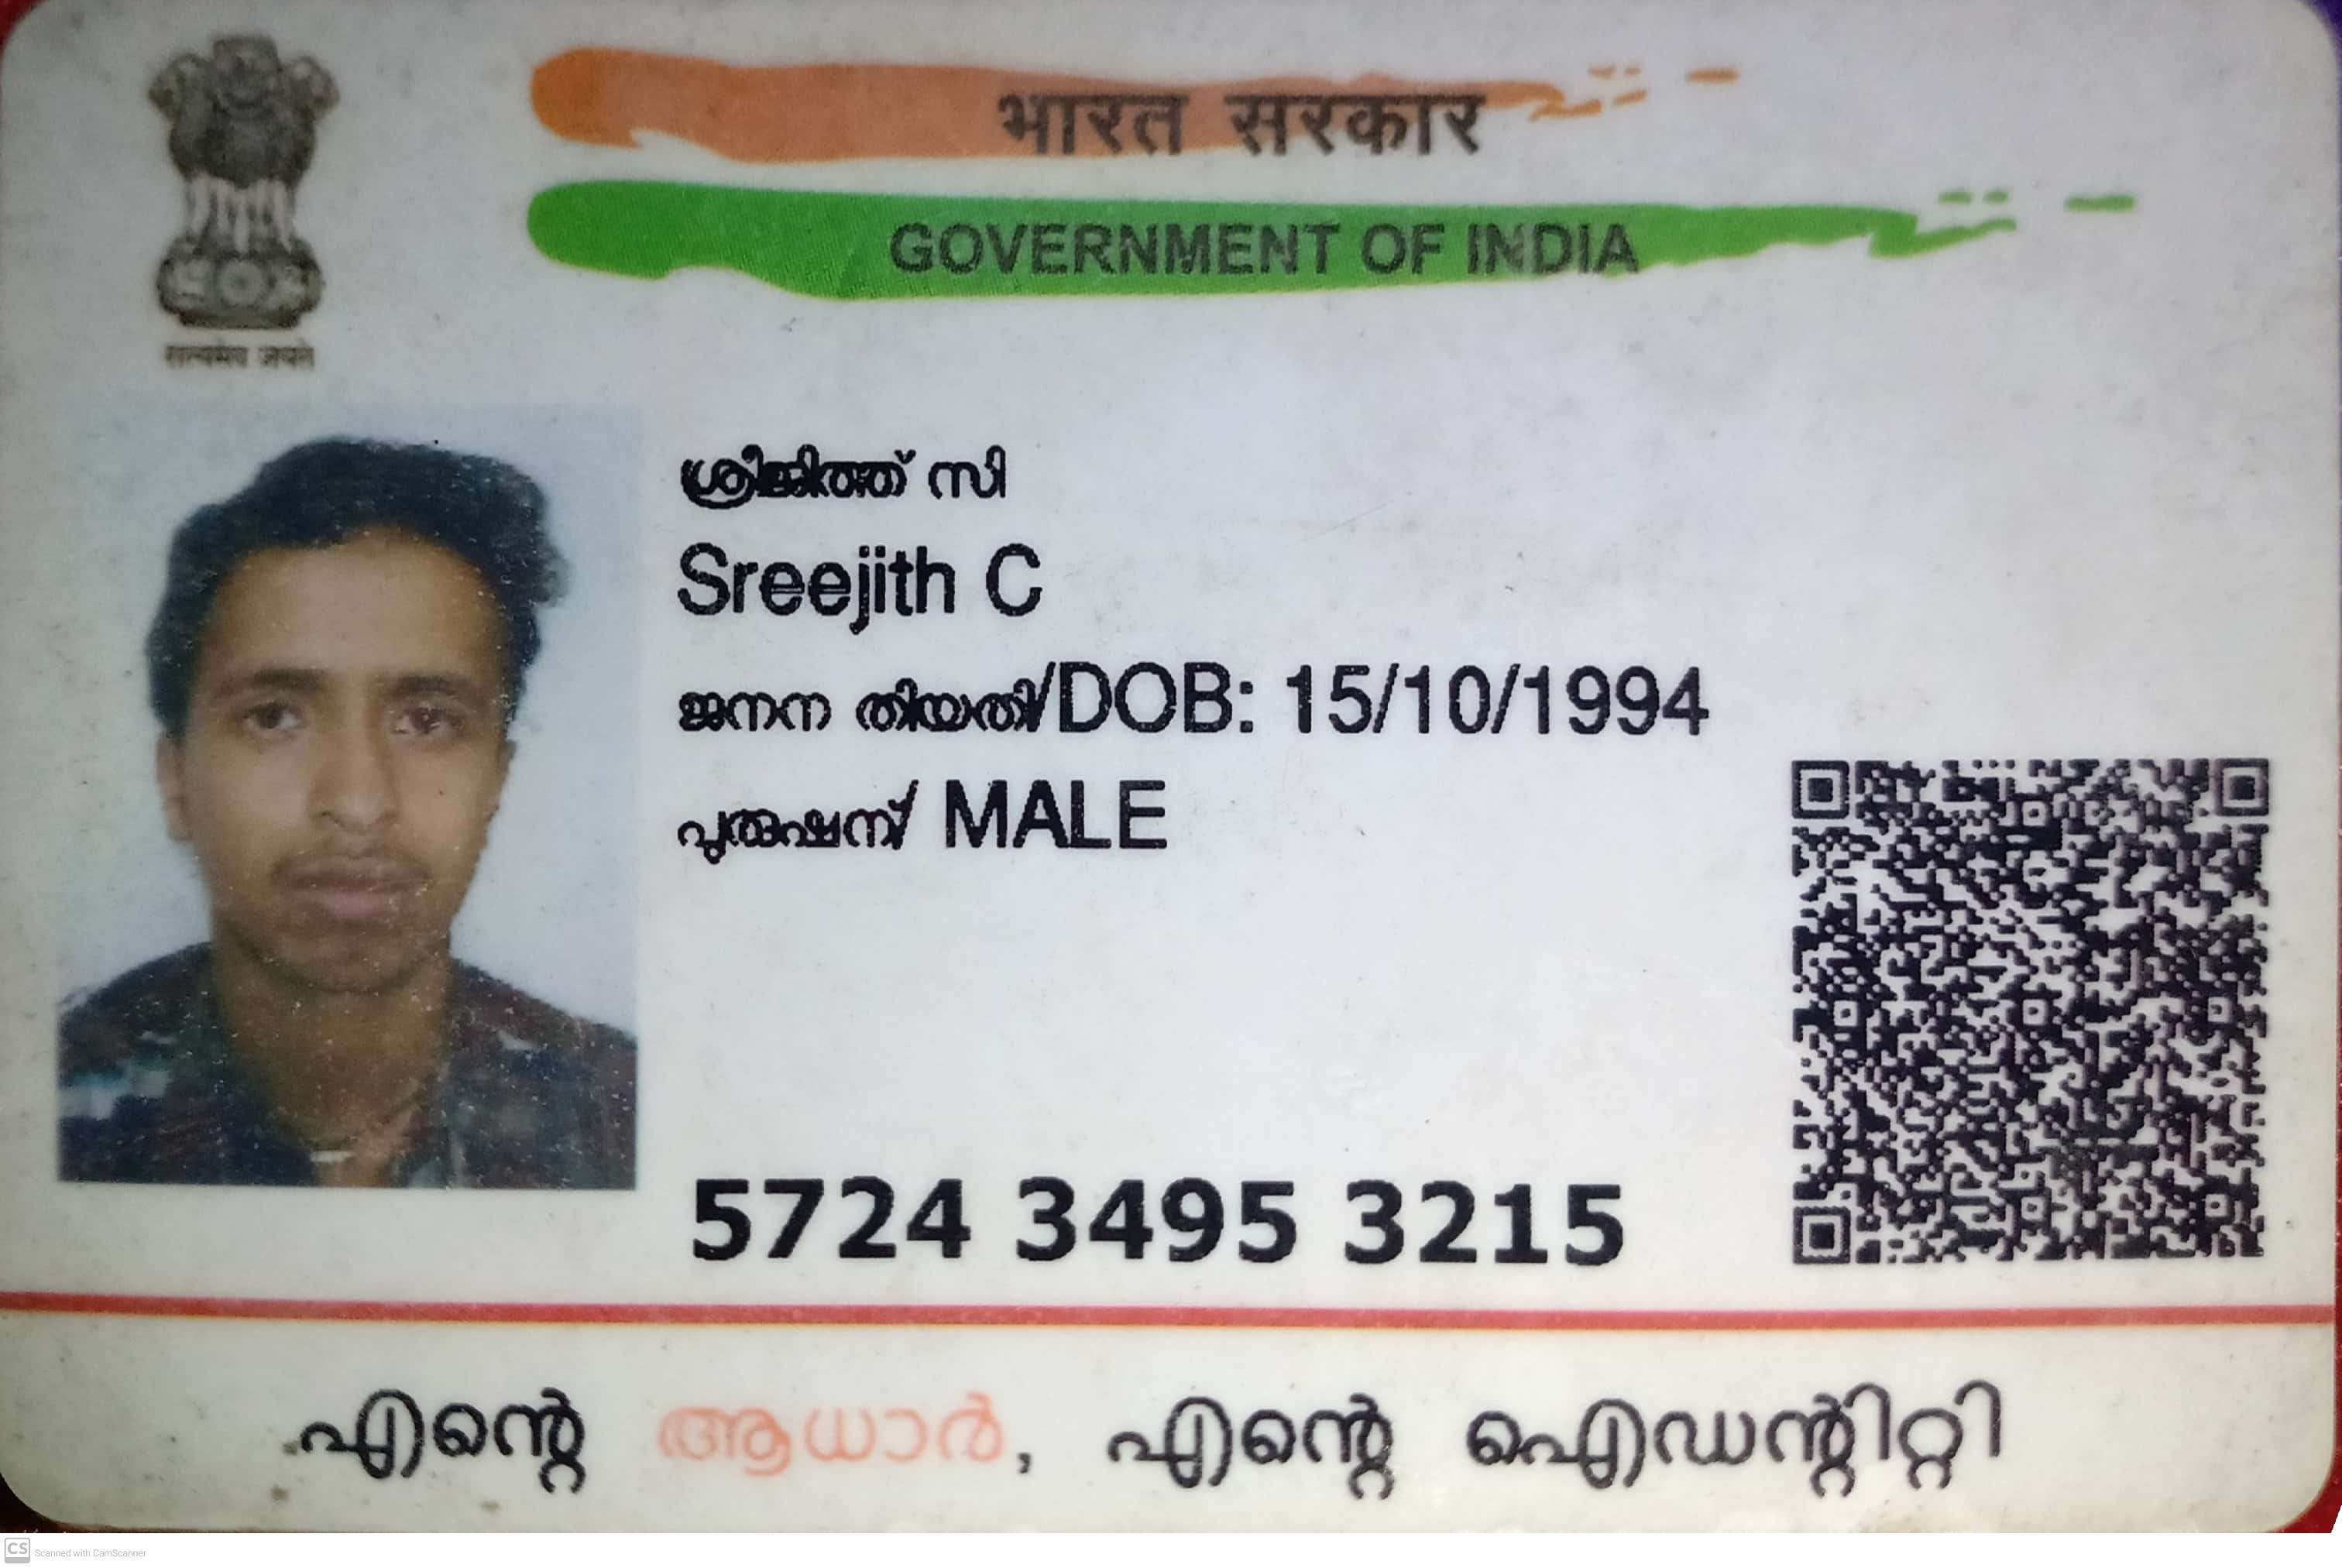 भारत सरकार
GOVERNMENT OF INDIA
सत्यमेव जयते
ശ്രീജിത്ത് സി
Sreejith C
ജനന തിയതി/DOB: 15/10/1994
പുരുഷന്‍/ MALE
5724 3495 3215
എന്റെ ആധാർ, എന്റെ ഐഡന്റിറ്റി
CS Scanned with CamScanner